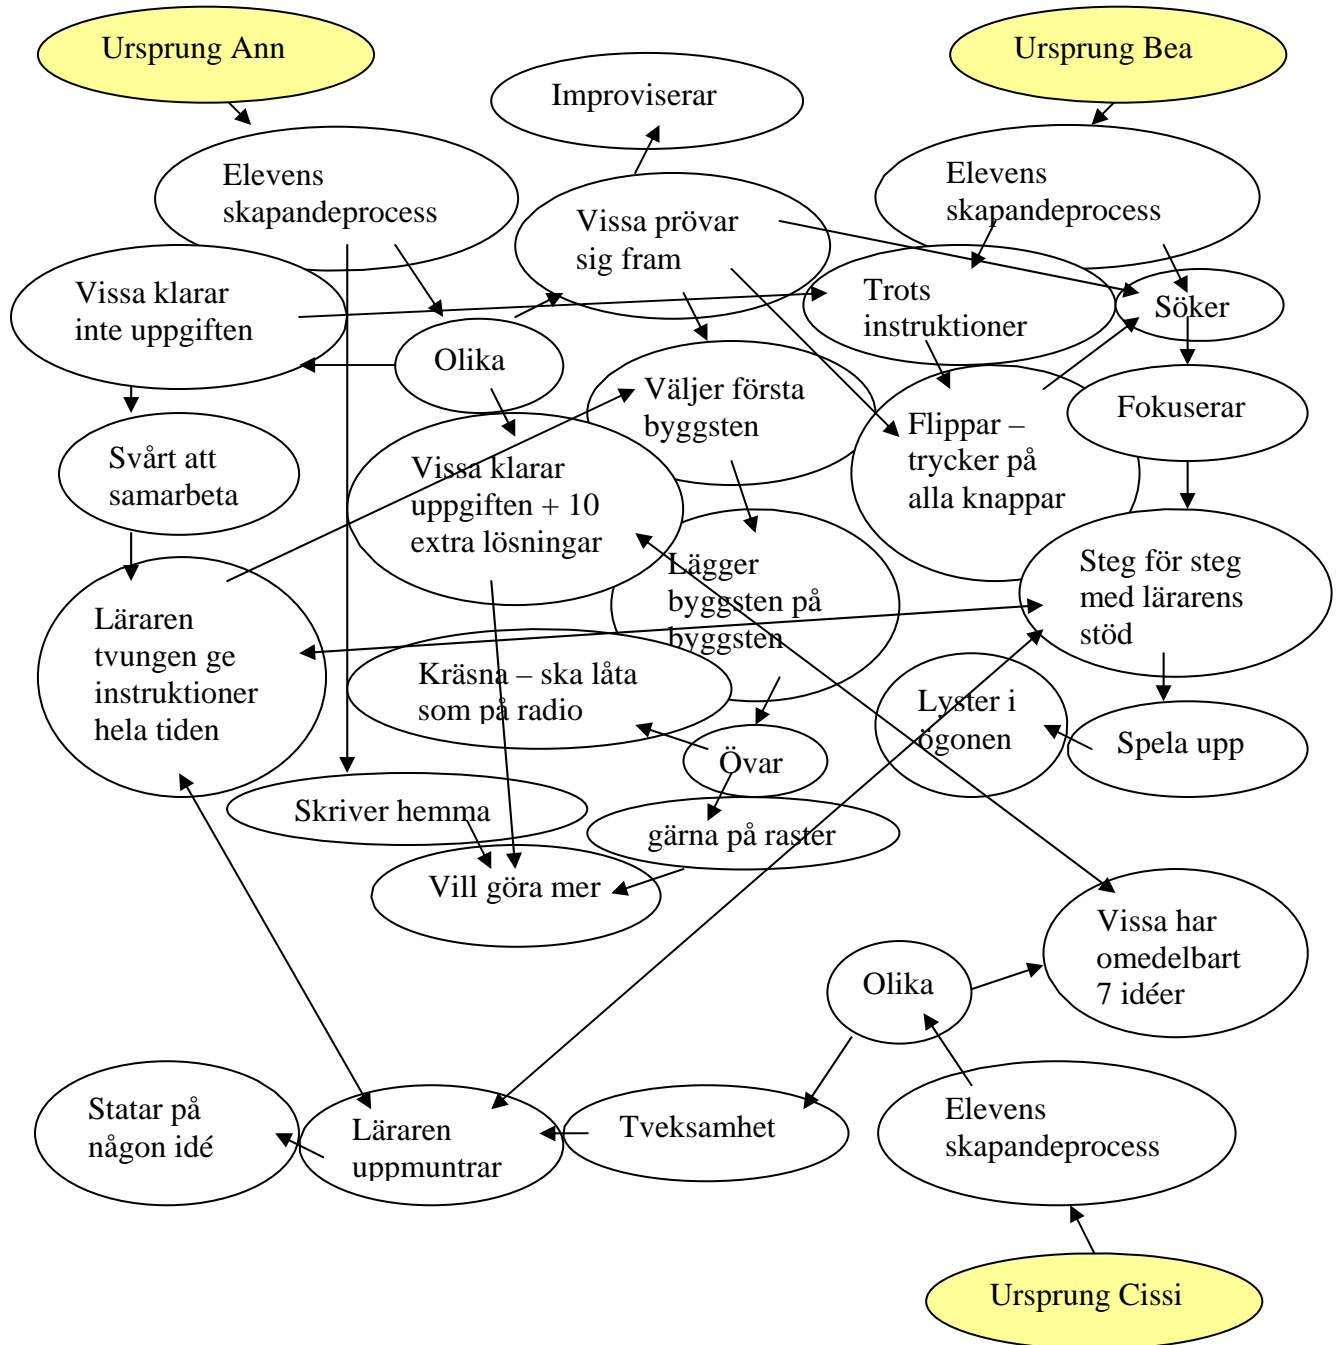 Ursprung Ann
Ursprung Bea
Improviserar
Elevens
skapandeprocess
Elevens
skapandeprocess
Vissa prövar
sig fram
Vissa klarar
inte uppgiften
Trots
instruktioner
Söker
Olika
Väljer första
byggsten
Fokuserar
Flippar –
trycker på
alla knappar
Svårt att
samarbeta
Vissa klarar
uppgiften + 10
extra lösningar
Lägger
byggsten på
byggsten
Steg för steg
med lärarens
stöd
Läraren
tvungen ge
instruktioner
hela tiden
Kräsna – ska låta
som på radio
Lyster i
ögonen
Spela upp
Övar
Skriver hemma
gärna på raster
Vill göra mer
Vissa har
omedelbart
7 idéer
Olika
Statar på
någon idé
Läraren
uppmuntrar
Tveksamhet
Elevens
skapandeprocess
Ursprung Cissi